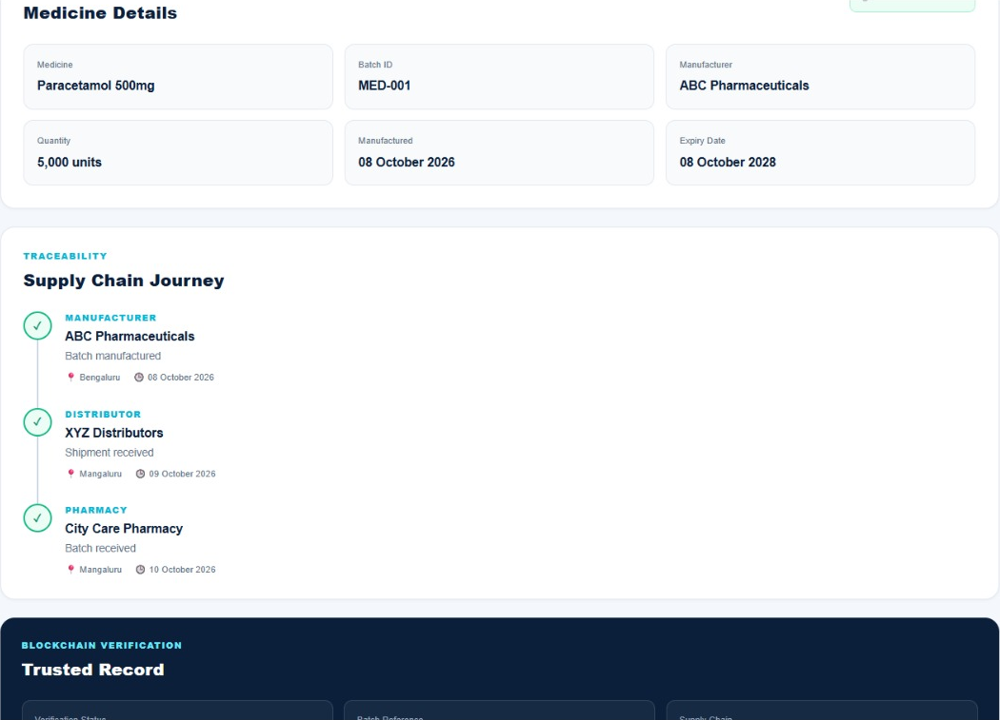 Medicine Details
Medicine
Paracetamol 500mg
Batch ID
MED-001
Manufacturer
ABC Pharmaceuticals
Quantity
5,000 units
Manufactured
08 October 2026
Expiry Date
08 October 2028
TRACEABILITY
Supply Chain Journey
MANUFACTURER
ABC Pharmaceuticals
Batch manufactured
Bengaluru 08 October 2026
DISTRIBUTOR
XYZ Distributors
Shipment received
Mangaluru 09 October 2026
PHARMACY
City Care Pharmacy
Batch received
Mangaluru 10 October 2026
BLOCKCHAIN VERIFICATION
Trusted Record
Verification Status
Batch Reference
Supply Chain